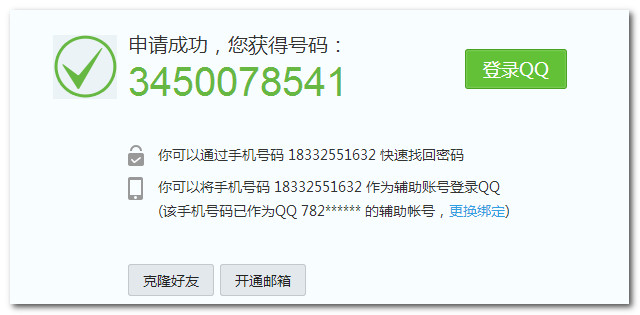 申请成功，您获得号码：
3450078541
登录QQ
你可以通过手机号码 18332551632 快速找回密码
你可以将手机号码 18332551632 作为辅助账号登录QQ
(该手机号码已作为QQ 782****** 的辅助帐号，更换绑定)
克隆好友
开通邮箱